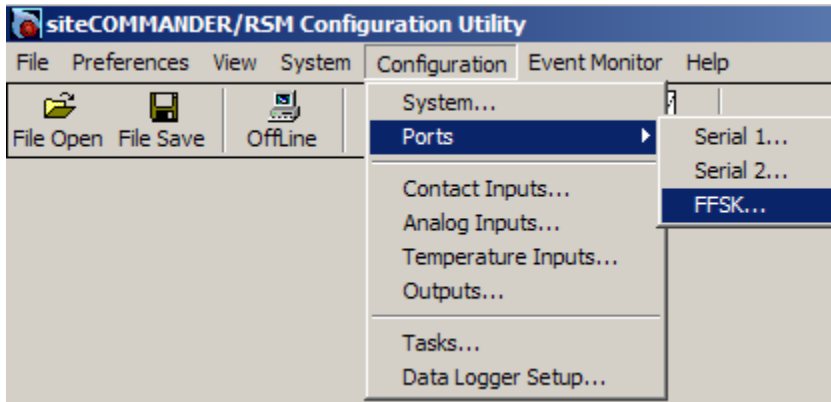 siteCOMMANDER/RSM Configuration Utility
File Preferences View System Configuration Event Monitor Help
File Open File Save OffLine
System...
Ports
Serial 1...
Serial 2...
FFSK...
Contact Inputs...
Analog Inputs...
Temperature Inputs...
Outputs...
Tasks...
Data Logger Setup...